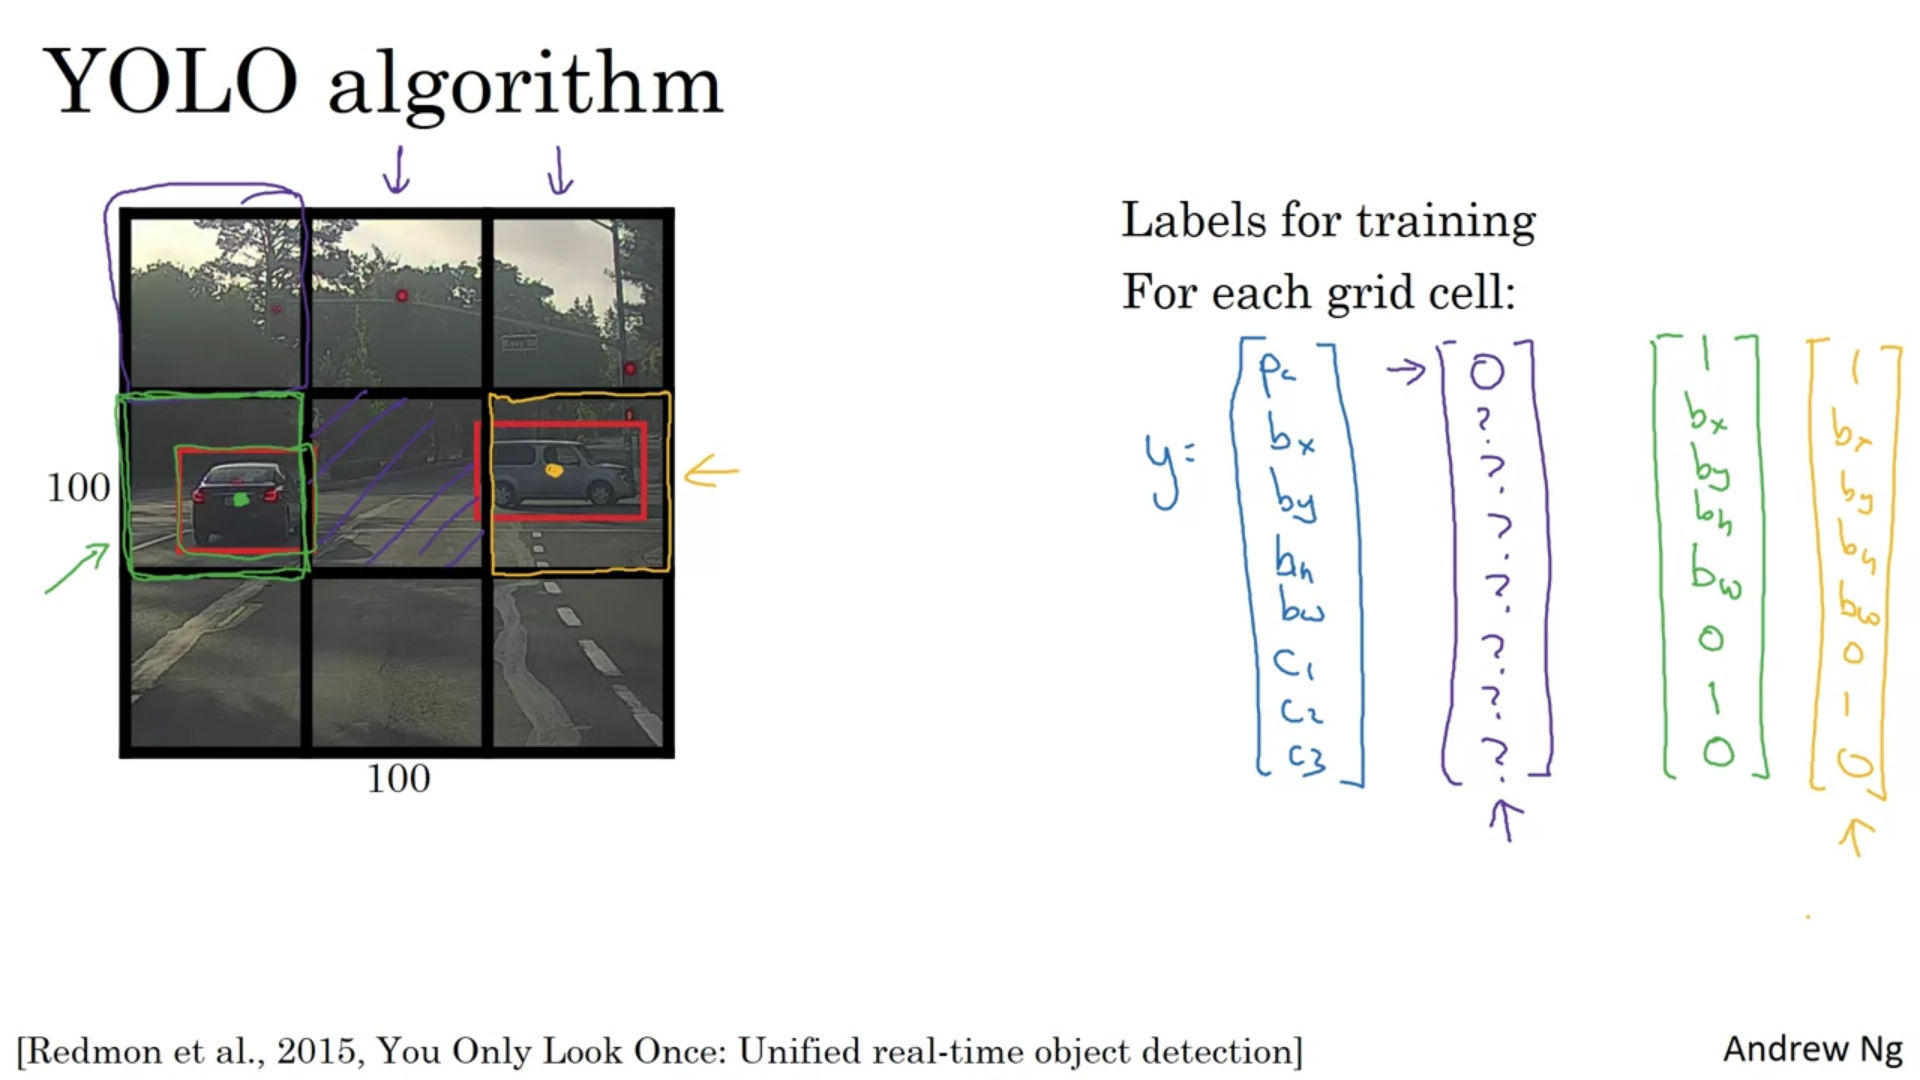 YOLO algorithm
100
100
Labels for training
For each grid cell:
y =
pc
bx
by
bh
bw
c1
c2
c3
0
?
?
?
?
?
?
?
1
bx
by
bh
bw
0
1
0
1
bx
by
bh
bw
0
1
0
[Redmon et al., 2015, You Only Look Once: Unified real-time object detection]
Andrew Ng